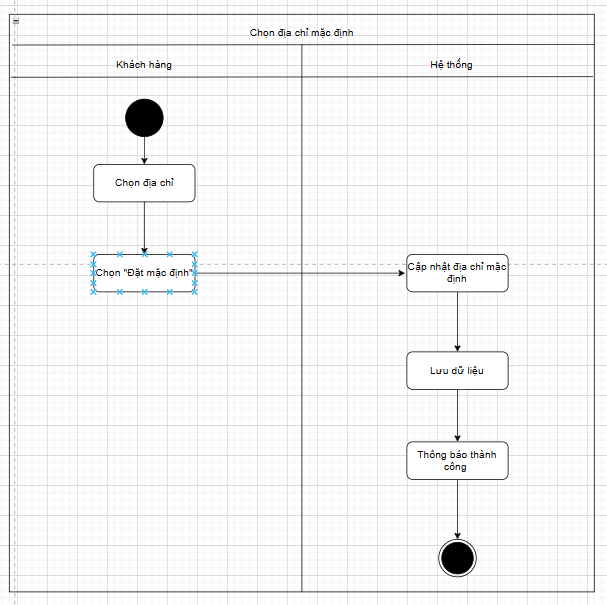 Chọn địa chỉ mặc định
Khách hàng
Hệ thống
Chọn địa chỉ
Chọn "Đặt mặc định"
Cập nhật địa chỉ mặc
định
Lưu dữ liệu
Thông báo thành
công